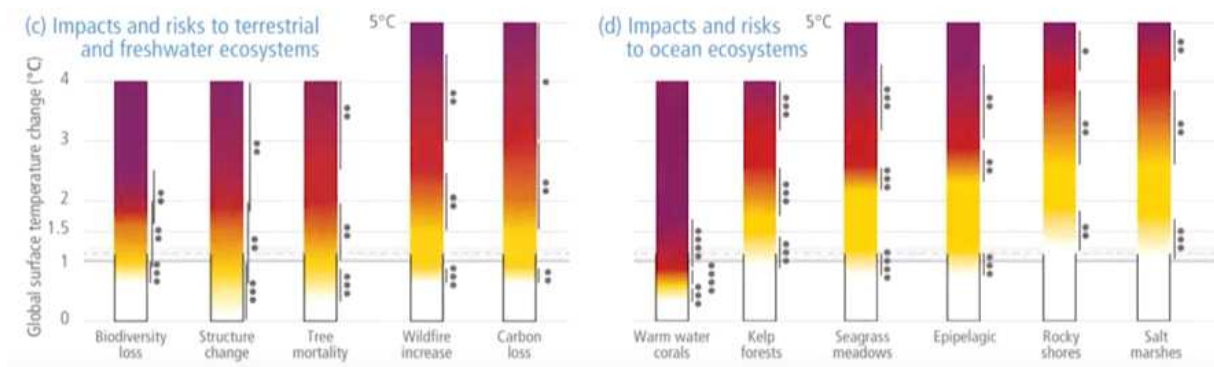 (c) Impacts and risks to terrestrial
and freshwater ecosystems
5°C
Global surface temperature change (°C)
4
3
2
1.5
1
0
Biodiversity
loss
Structure
change
Tree
mortality
Wildfire
increase
Carbon
loss
(d) Impacts and risks
to ocean ecosystems
5°C
Warm water
corals
Kelp
forests
Seagrass
meadows
Epipelagic
Rocky
shores
Salt
marshes